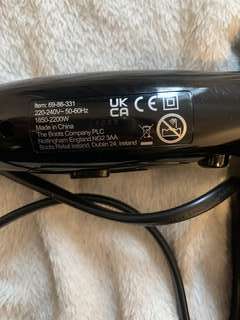 Item: 59-86-331
220-240V~ 50-60Hz
1850-2200W
Made in China
The Boots Company PLC
Nottingham England NG2 3AA
Boots Retail Ireland, Dublin 24, Ireland
UK
CA
CE